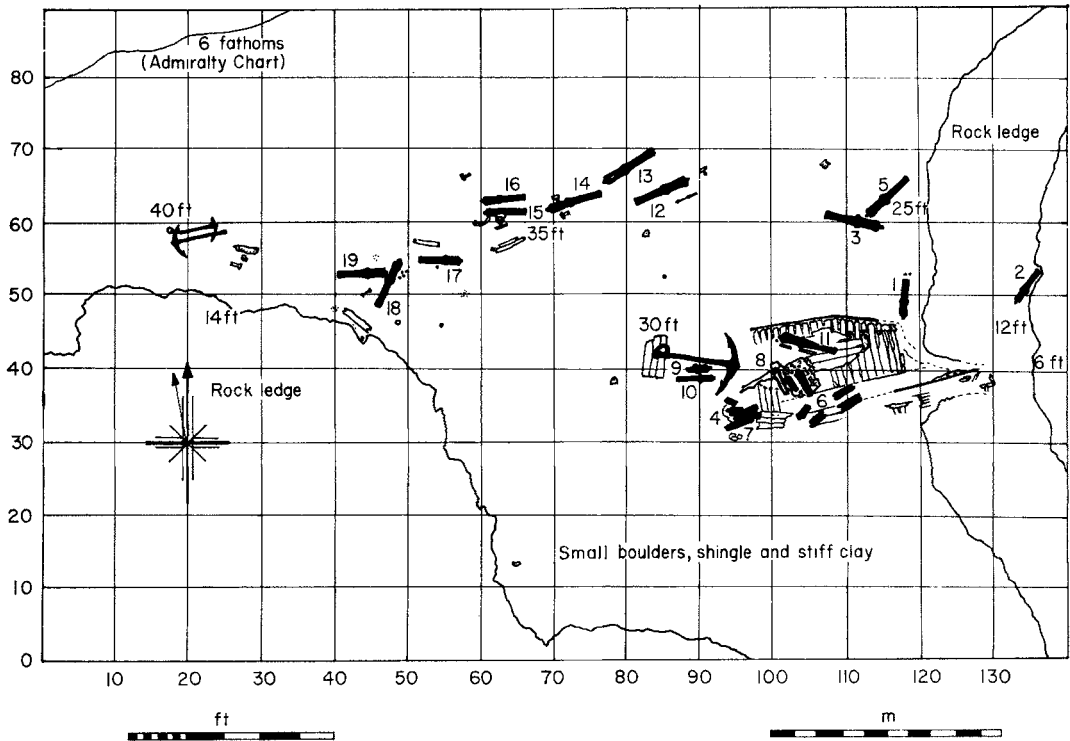 6 fathoms
(Admiralty Chart)
Rock ledge
80
70
60
50
40
30
20
10
0
13
16
14
5
12
15
25ft
40ft
35ft
3
19
17
2
18
1
14ft
12ft
30ft
11
8
9
6ft
10
6
4
7
Rock ledge
Small boulders, shingle and stiff clay
10 20 30 40 50 60 70 80 90 100 110 120 130
ft
m